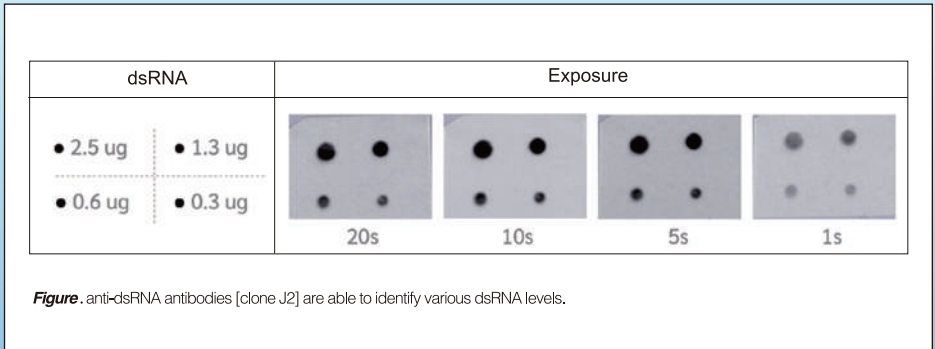 dsRNA
Exposure
2.5 ug
1.3 ug
0.6 ug
0.3 ug
20s
10s
5s
1s
Figure. anti-dsRNA antibodies [clone J2] are able to identify various dsRNA levels.